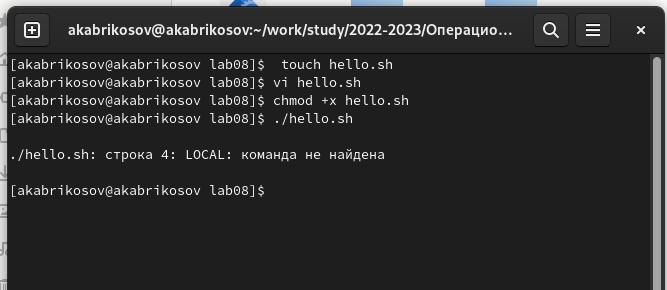 akabrikosov@akabrikosov:~/work/study/2022-2023/Операцио...
[akabrikosov@akabrikosov lab08]$  touch hello.sh
[akabrikosov@akabrikosov lab08]$ vi hello.sh
[akabrikosov@akabrikosov lab08]$ chmod +x hello.sh
[akabrikosov@akabrikosov lab08]$ ./hello.sh
./hello.sh: строка 4: LOCAL: команда не найдена
[akabrikosov@akabrikosov lab08]$